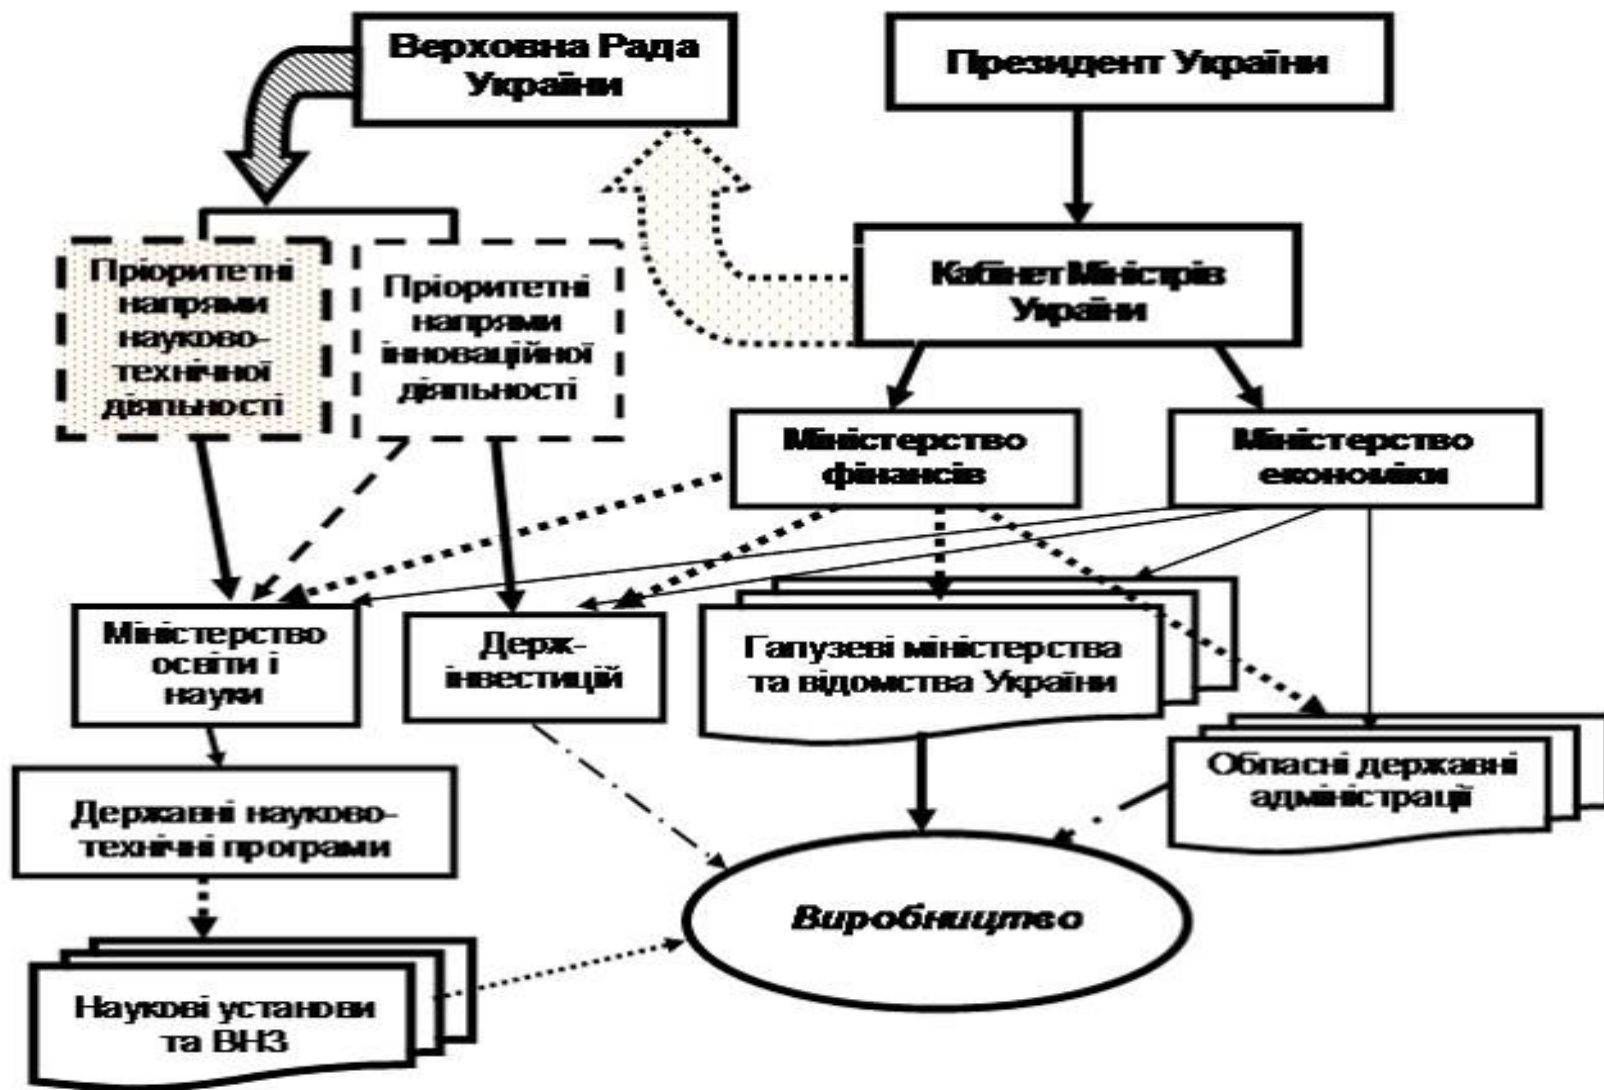 Верховна Рада
України
Президент України
Пріоритетні
напрями
науково-
технічної
діяльності
Пріоритетні
напрями
інноваційної
діяльності
Кабінет Міністрів
України
Міністерство
фінансів
Міністерство
економіки
Міністерство
освіти і
науки
Держ-
інвестицій
Галузеві міністерства
та відомства України
Обласні державні
адміністрації
Державні науково-
технічні програми
Виробництво
Наукові установи
та ВНЗ